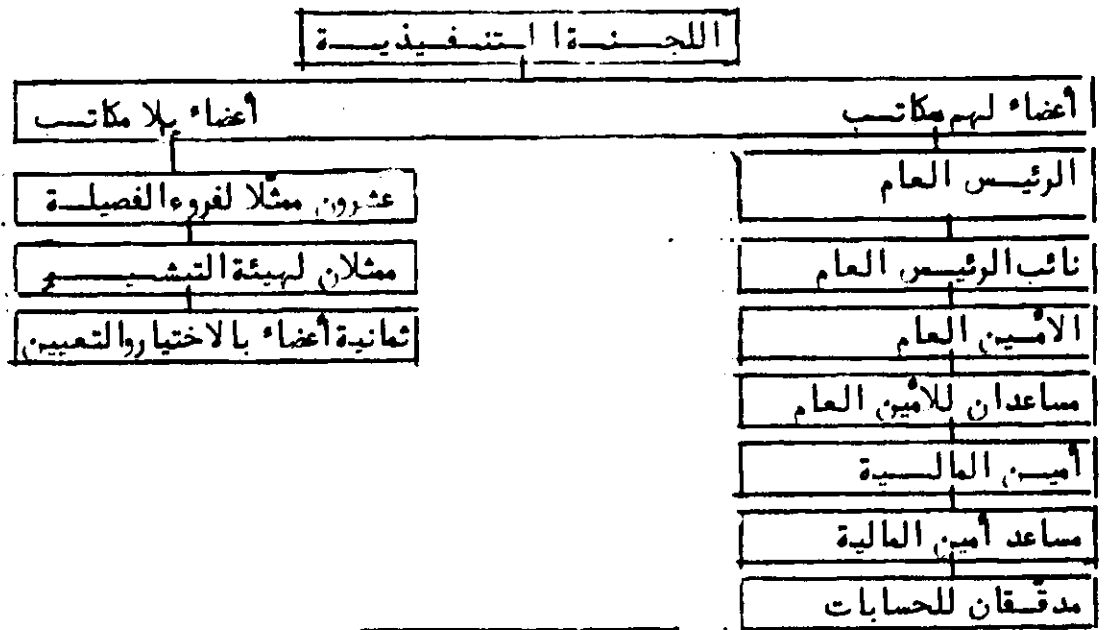 اللجنة التنفيذية
أعضاء لهم مكاتب
أعضاء بلا مكاتب
الرئيس العام
نائب الرئيس العام
الأمين العام
مساعدان للأمين العام
أمين المالية
مساعد أمين المالية
مدققان للحسابات
عشرون ممثلا لفروع الفصيلة
ممثلان لهيئة التبشير
ثمانية أعضاء بالاختيار والتعيين